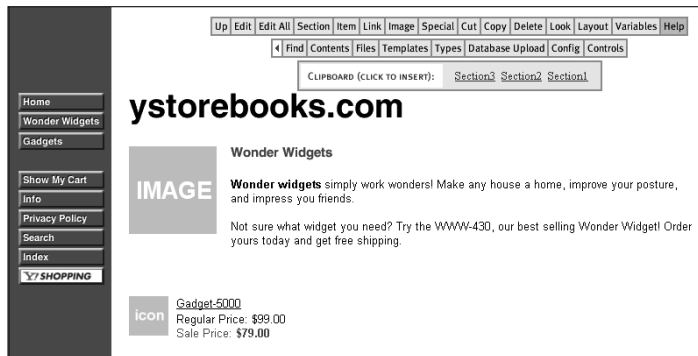 Up Edit Edit All Section Item Link Image Special Cut Copy Delete Look Layout Variables Help
Find Contents Files Templates Types Database Upload Config Controls
CLIPBOARD (CLICK TO INSERT): Section3 Section2 Section1
ystorebooks.com
Home
Wonder Widgets
Gadgets
Show My Cart
Info
Privacy Policy
Search
Index
Y! SHOPPING
IMAGE
Wonder Widgets
Wonder widgets simply work wonders! Make any house a home, improve your posture,
and impress you friends.
Not sure what widget you need? Try the WWW-430, our best selling Wonder Widget! Order
yours today and get free shipping.
icon
Gadget-5000
Regular Price: $99.00
Sale Price: $79.00